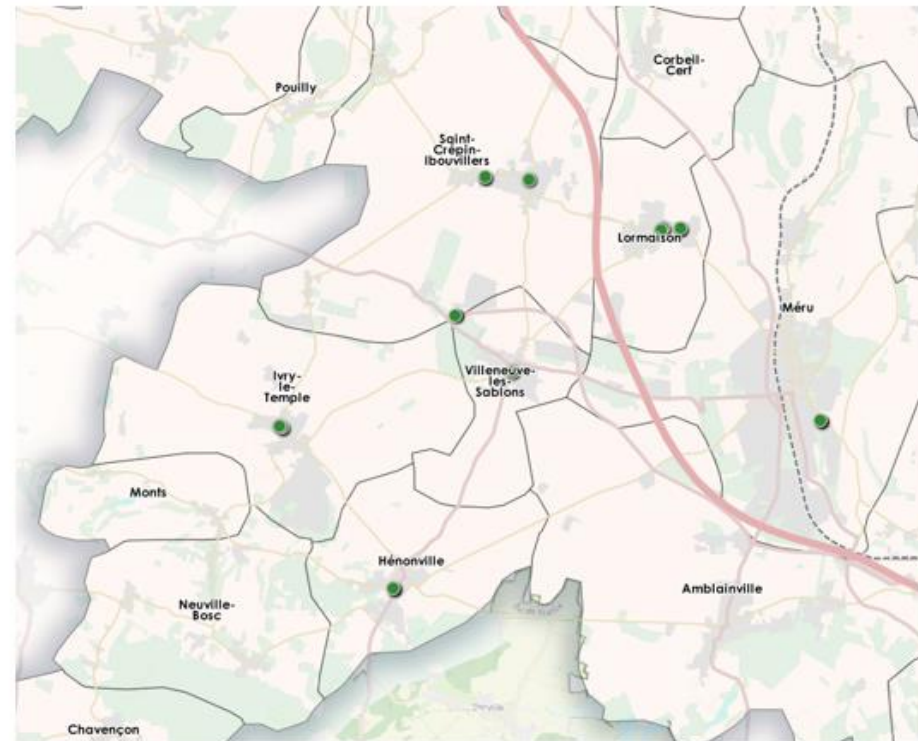 Corbeil-
Cerf
Pouilly
Saint-
Crépin-
Ibouvillers
Lormaison
Méru
Ivry-
le-
Temple
Villeneuve-
les-
Sablons
Monts
Hénonville
Neuville-
Bosc
Amblainville
Chavençon